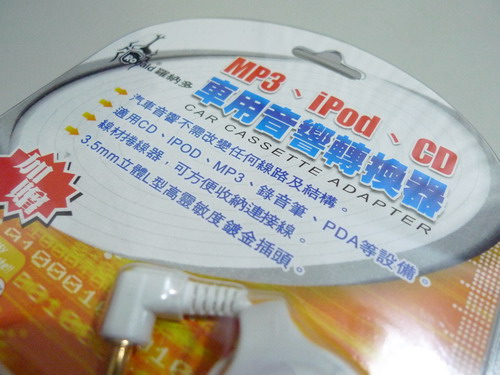 羅納多
MP3、iPod、CD
車用音響轉換器
CAR CASSETTE ADAPTER
汽車音響不需改變任何線路及結構。
適用CD、iPOD、MP3、錄音筆、PDA等設備。
線材捲線器，可方便收納連接線。
3.5mm立體L型高靈敏度鍍金插頭。